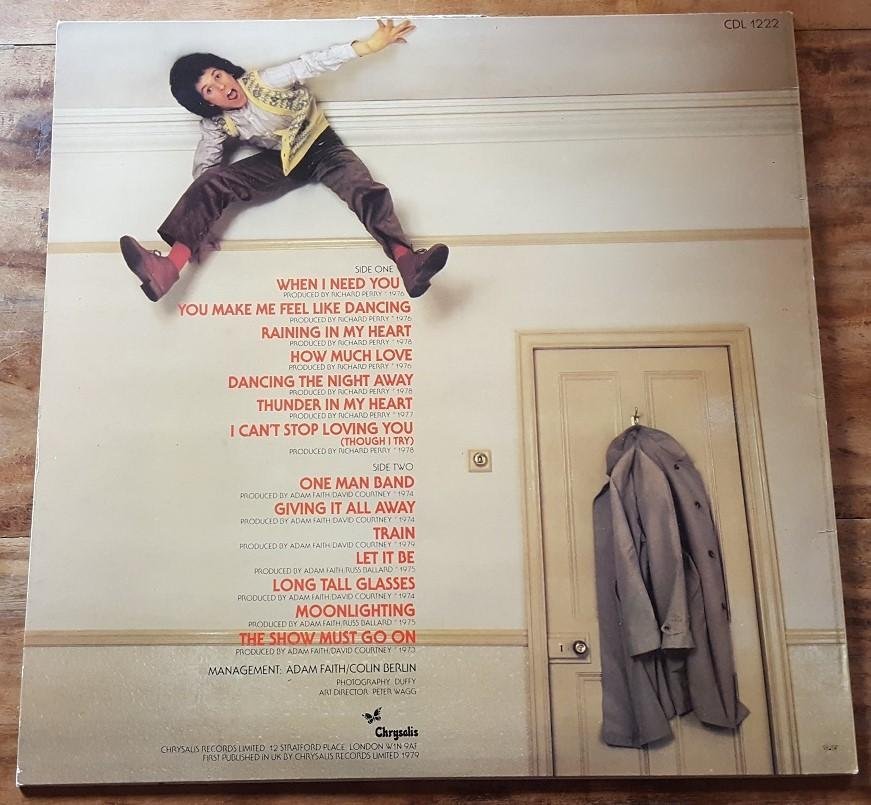 CDL 1222
SIDE ONE
WHEN I NEED YOU
PRODUCED BY RICHARD PERRY ℗ 1976
YOU MAKE ME FEEL LIKE DANCING
PRODUCED BY RICHARD PERRY ℗ 1976
RAINING IN MY HEART
PRODUCED BY RICHARD PERRY ℗ 1978
HOW MUCH LOVE
PRODUCED BY RICHARD PERRY ℗ 1976
DANCING THE NIGHT AWAY
PRODUCED BY RICHARD PERRY ℗ 1976
THUNDER IN MY HEART
PRODUCED BY RICHARD PERRY ℗ 1977
I CAN'T STOP LOVING YOU
(THOUGH I TRY)
PRODUCED BY RICHARD PERRY ℗ 1978
SIDE TWO
ONE MAN BAND
PRODUCED BY ADAM FAITH/DAVID COURTNEY ℗ 1974
GIVING IT ALL AWAY
PRODUCED BY ADAM FAITH/DAVID COURTNEY ℗ 1974
TRAIN
PRODUCED BY ADAM FAITH/DAVID COURTNEY ℗ 1979
LET IT BE
PRODUCED BY ADAM FAITH/RUSS BALLARD ℗ 1975
LONG TALL GLASSES
PRODUCED BY ADAM FAITH/DAVID COURTNEY ℗ 1974
MOONLIGHTING
PRODUCED BY ADAM FAITH/RUSS BALLARD ℗ 1975
THE SHOW MUST GO ON
PRODUCED BY ADAM FAITH/DAVID COURTNEY ℗ 1973
MANAGEMENT: ADAM FAITH/COLIN BERLIN
PHOTOGRAPHY: DUFFY
ART DIRECTOR: PETER WAGG
Chrysalis
CHRYSALIS RECORDS LIMITED, 12 STRATFORD PLACE, LONDON W1N 9AF
FIRST PUBLISHED IN UK BY CHRYSALIS RECORDS LIMITED 1979